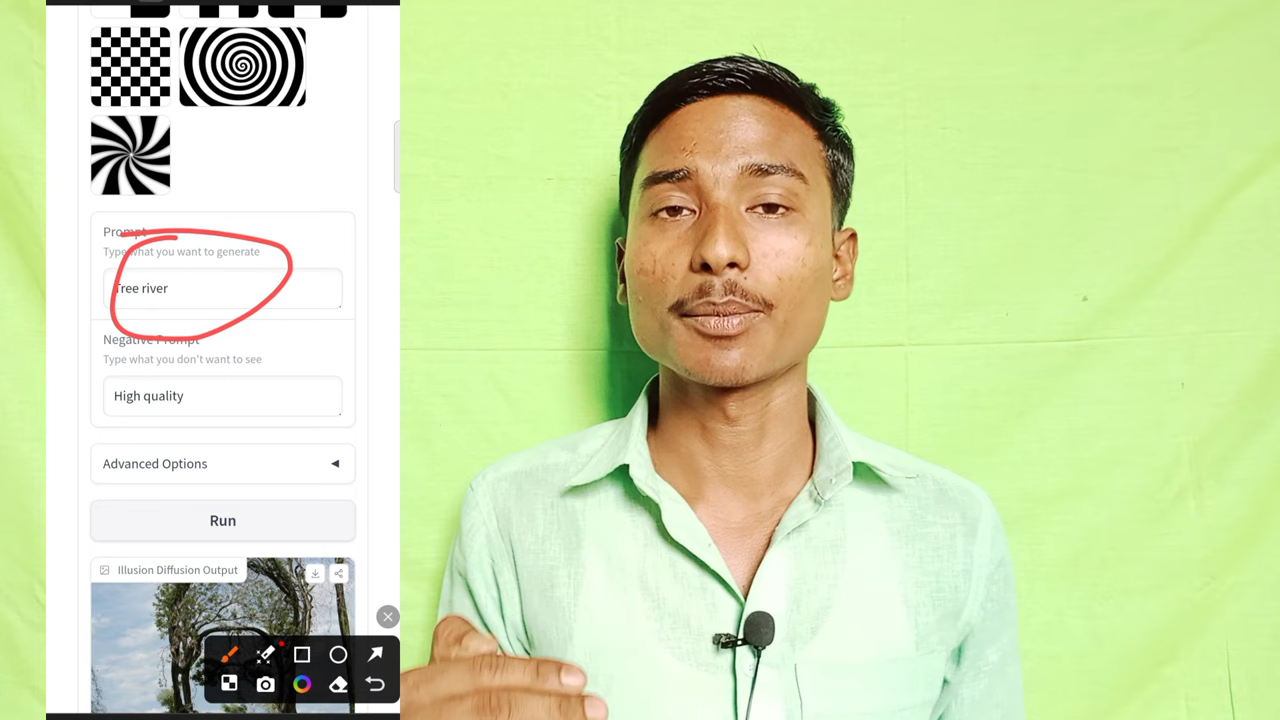 Prompt
Type what you want to generate
Tree river
Negative Prompt
Type what you don't want to see
High quality
Advanced Options
Run
Illusion Diffusion Output